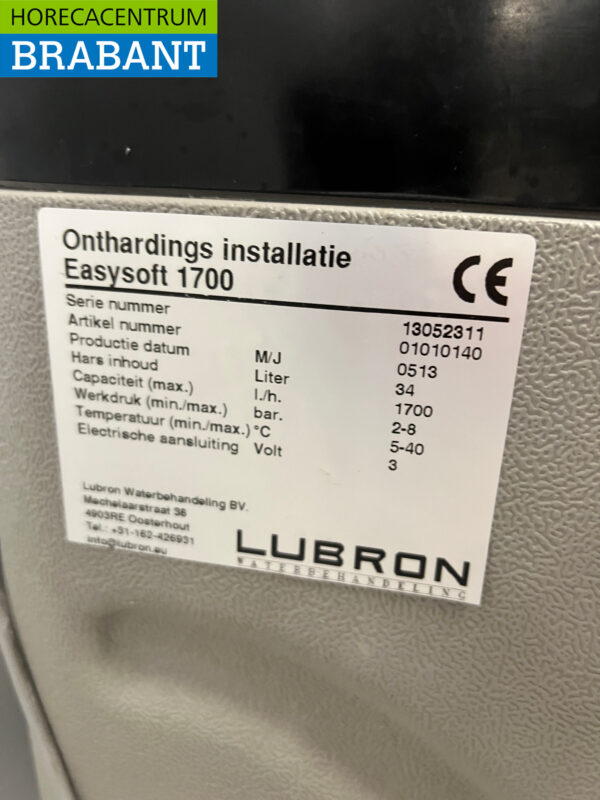 HORECACENTRUM
BRABANT
Onthardings installatie
Easysoft 1700
CE
Serie nummer 13052311
Artikel nummer 01010140
Productie datum M/J 0513
Hars inhoud Liter 34
Capaciteit (max.) l./h. 1700
Werkdruk (min./max.) bar. 2-8
Temperatuur (min./max.) °C 5-40
Electrische aansluiting Volt 3
Lubron Waterbehandeling BV.
Mechelaarstraat 36
4903RE Oosterhout
Tel.: +31-162-426931
info@lubron.eu
LUBRON
WATERBEHANDELING